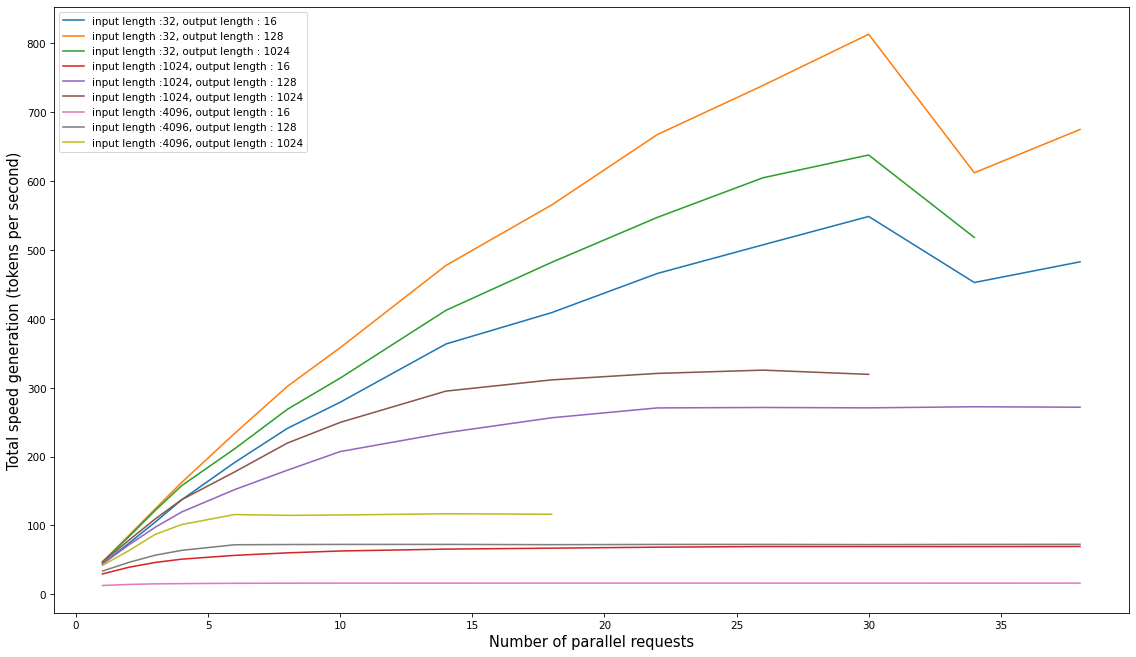 input length :32, output length : 16
input length :32, output length : 128
input length :32, output length : 1024
input length :1024, output length : 16
input length :1024, output length : 128
input length :1024, output length : 1024
input length :4096, output length : 16
input length :4096, output length : 128
input length :4096, output length : 1024
Total speed generation (tokens per second)
800
700
600
500
400
300
200
100
0
0 5 10 15 20 25 30 35
Number of parallel requests